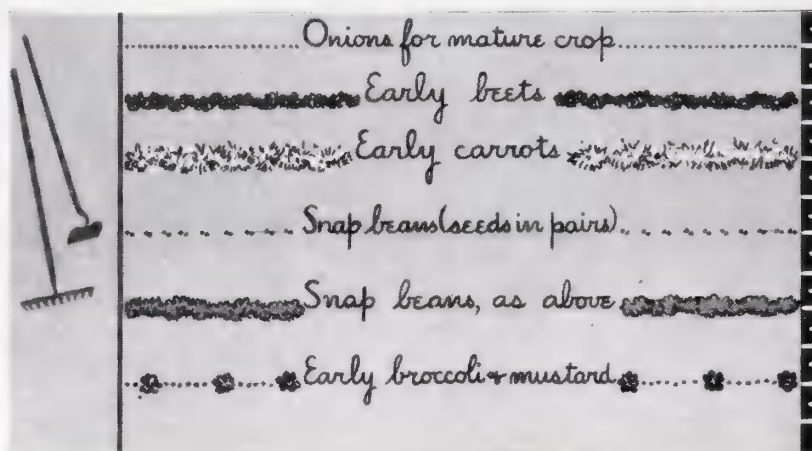 Onions for mature crop
Early beets
Early carrots
Snap beans (seeds in pairs)
Snap beans, as above
Early broccoli & mustard